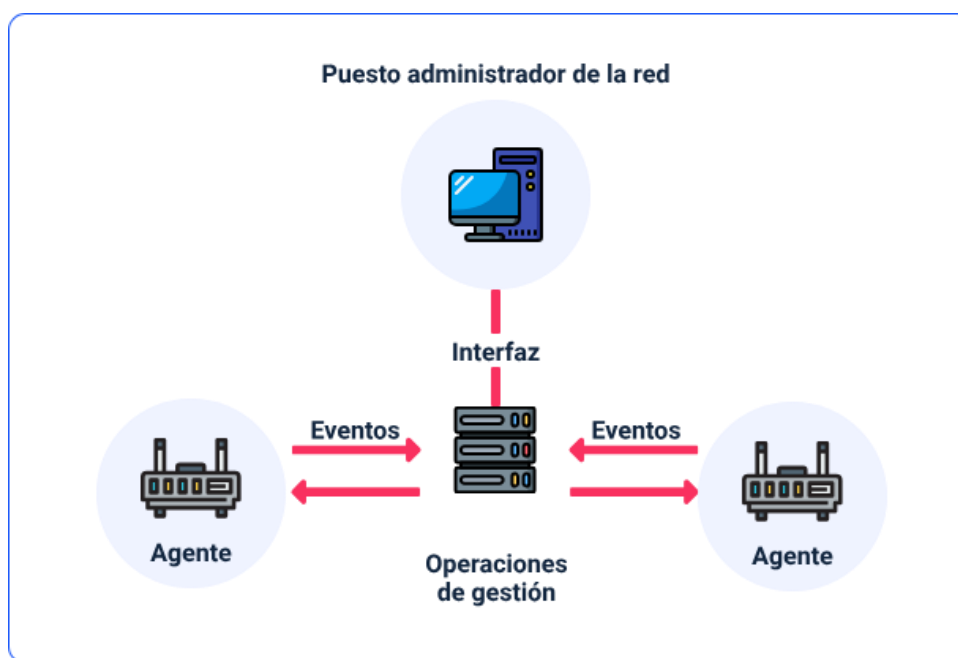 Puesto administrador de la red
Interfaz
Eventos
Eventos
Agente
Operaciones
de gestión
Agente